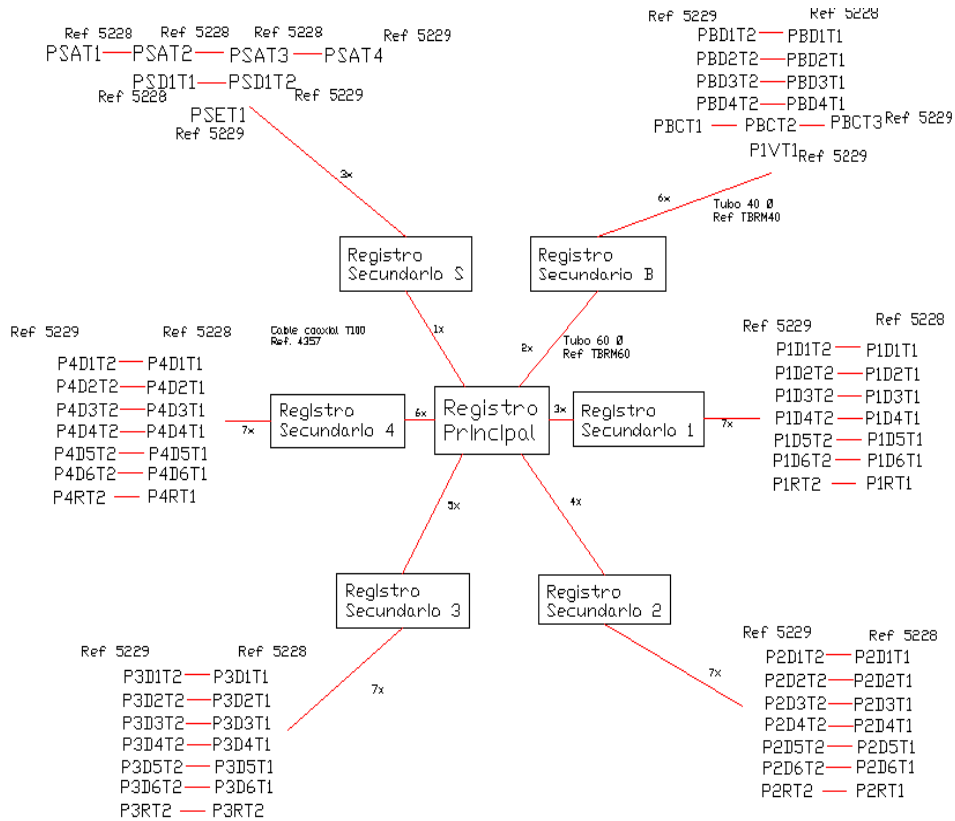 Ref 5228 Ref 5228 Ref 5229
PSAT1 PSAT2 Ref 5228 PSAT3 PSAT4
PSD1T1 PSD1T2
Ref 5228 Ref 5229
PSET1
Ref 5229
3x
Registro
Secundario S
1x
Ref 5229 Ref 5228
PBD1T2 PBD1T1
PBD2T2 PBD2T1
PBD3T2 PBD3T1
PBD4T2 PBD4T1
PBCT1 PBCT2 PBCT3 Ref 5229
P1VT1 Ref 5229
6x
Tubo 40 Ø
Ref TBRM40
Registro
Secundario B
Tubo 60 Ø
Ref TBRM60
2x
Cable coaxial T100
Ref. 4357
Ref 5229 Ref 5228
P4D1T2 P4D1T1
P4D2T2 P4D2T1
P4D3T2 P4D3T1
P4D4T2 P4D4T1
P4D5T2 P4D5T1
P4D6T2 P4D6T1
P4RT2 P4RT1
7x
Registro
Secundario 4
6x
Registro
Principal
3x
Registro
Secundario 1
7x
Ref 5229 Ref 5228
P1D1T2 P1D1T1
P1D2T2 P1D2T1
P1D3T2 P1D3T1
P1D4T2 P1D4T1
P1D5T2 P1D5T1
P1D6T2 P1D6T1
P1RT2 P1RT1
5x
Registro
Secundario 3
7x
Ref 5229 Ref 5228
P3D1T2 P3D1T1
P3D2T2 P3D2T1
P3D3T2 P3D3T1
P3D4T2 P3D4T1
P3D5T2 P3D5T1
P3D6T2 P3D6T1
P3RT2 P3RT2
4x
Registro
Secundario 2
7x
Ref 5229 Ref 5228
P2D1T2 P2D1T1
P2D2T2 P2D2T1
P2D3T2 P2D3T1
P2D4T2 P2D4T1
P2D5T2 P2D5T1
P2D6T2 P2D6T1
P2RT2 P2RT1